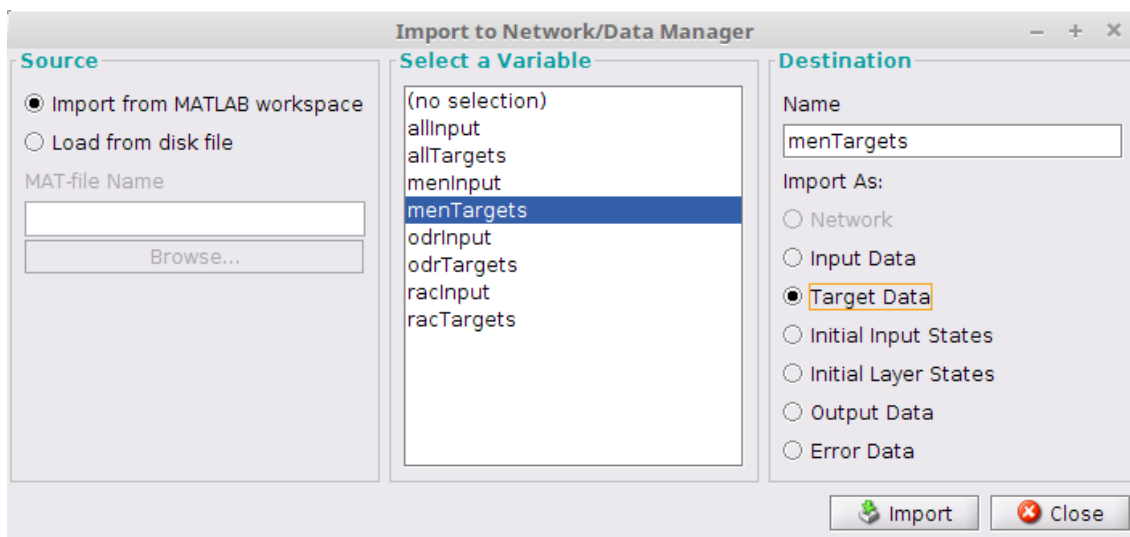 Import to Network/Data Manager
Source
Import from MATLAB workspace
Load from disk file
MAT-file Name
Browse...
Select a Variable
(no selection)
allInput
allTargets
menInput
menTargets
odrInput
odrTargets
racInput
racTargets
Destination
Name
menTargets
Import As:
Network
Input Data
Target Data
Initial Input States
Initial Layer States
Output Data
Error Data
Import
Close